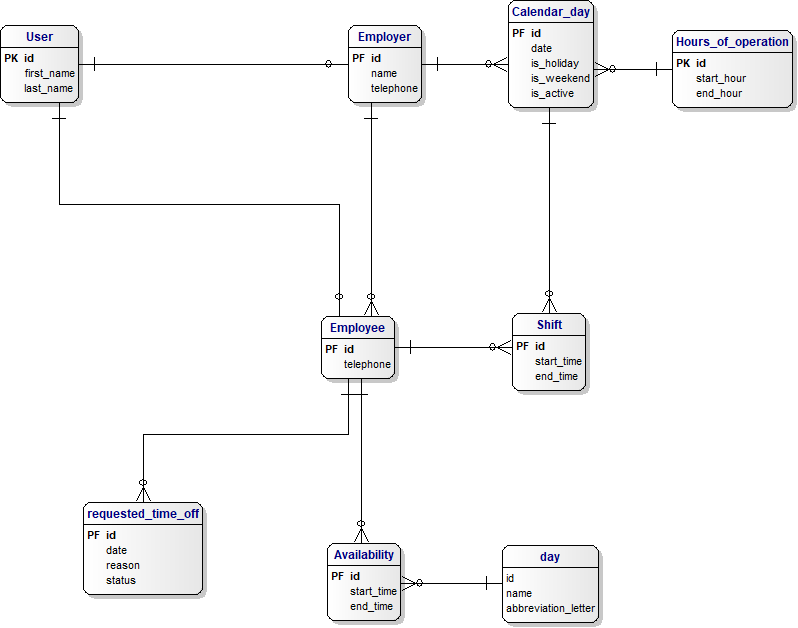 User
PK id
first_name
last_name
Employer
PF id
name
telephone
Calendar_day
PF id
date
is_holiday
is_weekend
is_active
Hours_of_operation
PK id
start_hour
end_hour
Employee
PF id
telephone
Shift
PF id
start_time
end_time
requested_time_off
PF id
date
reason
status
Availability
PF id
start_time
end_time
day
id
name
abbreviation_letter